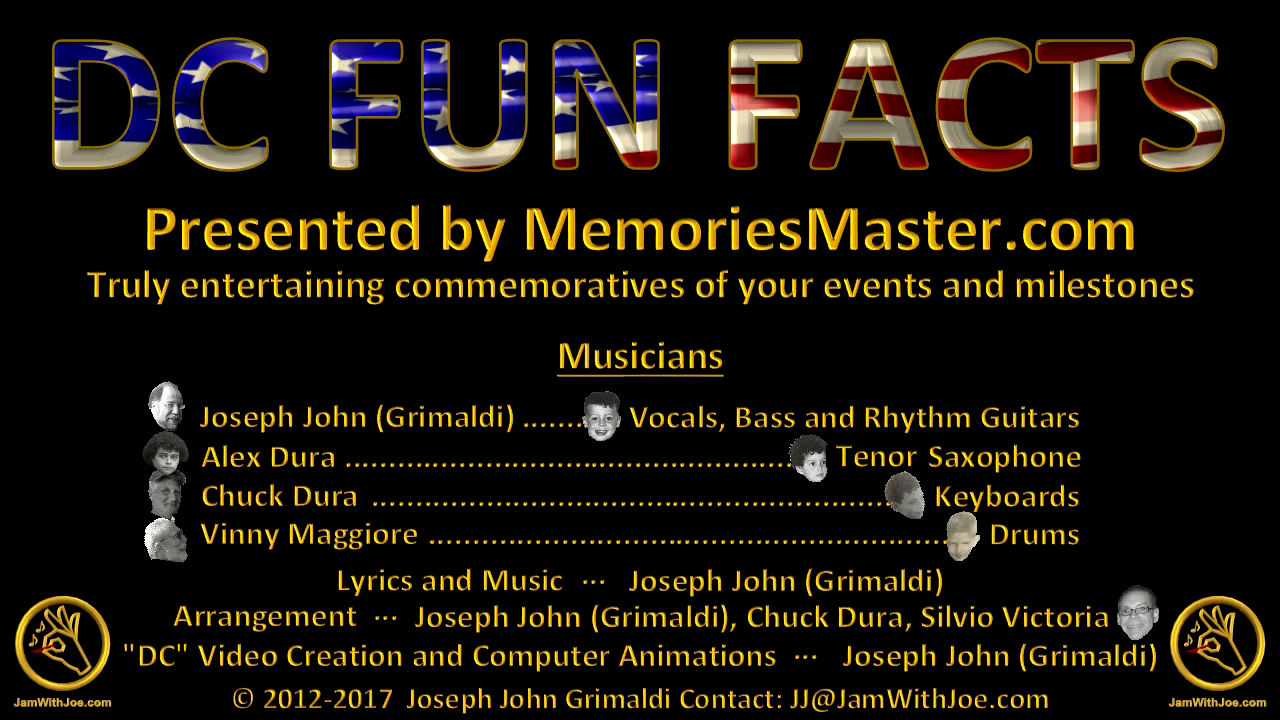 DC FUN FACTS
Presented by MemoriesMaster.com
Truly entertaining commemoratives of your events and milestones
Musicians
Joseph John (Grimaldi) ....... Vocals, Bass and Rhythm Guitars
Alex Dura .......................................... Tenor Saxophone
Chuck Dura ................................................. Keyboards
Vinny Maggiore ................................................. Drums
Lyrics and Music ··· Joseph John (Grimaldi)
Arrangement ··· Joseph John (Grimaldi), Chuck Dura, Silvio Victoria
"DC" Video Creation and Computer Animations ··· Joseph John (Grimaldi)
© 2012-2017 Joseph John Grimaldi Contact: JJ@JamWithJoe.com
JamWithJoe.com
JamWithJoe.com